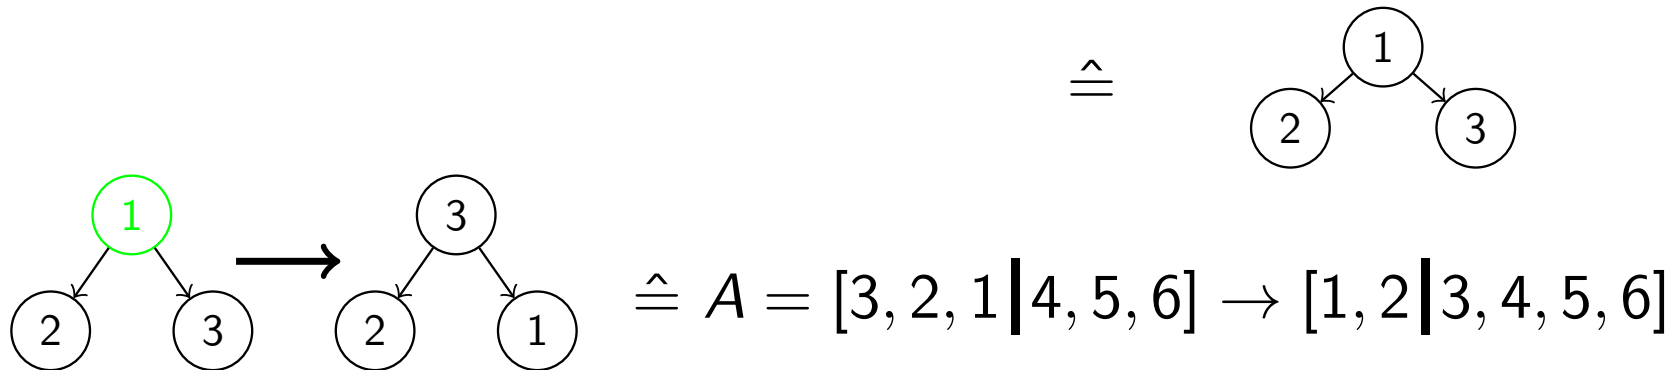 ≙ 1
2 3
1 3
≙ A = [3, 2, 1|4, 5, 6] → [1, 2|3, 4, 5, 6]
2 3 2 1